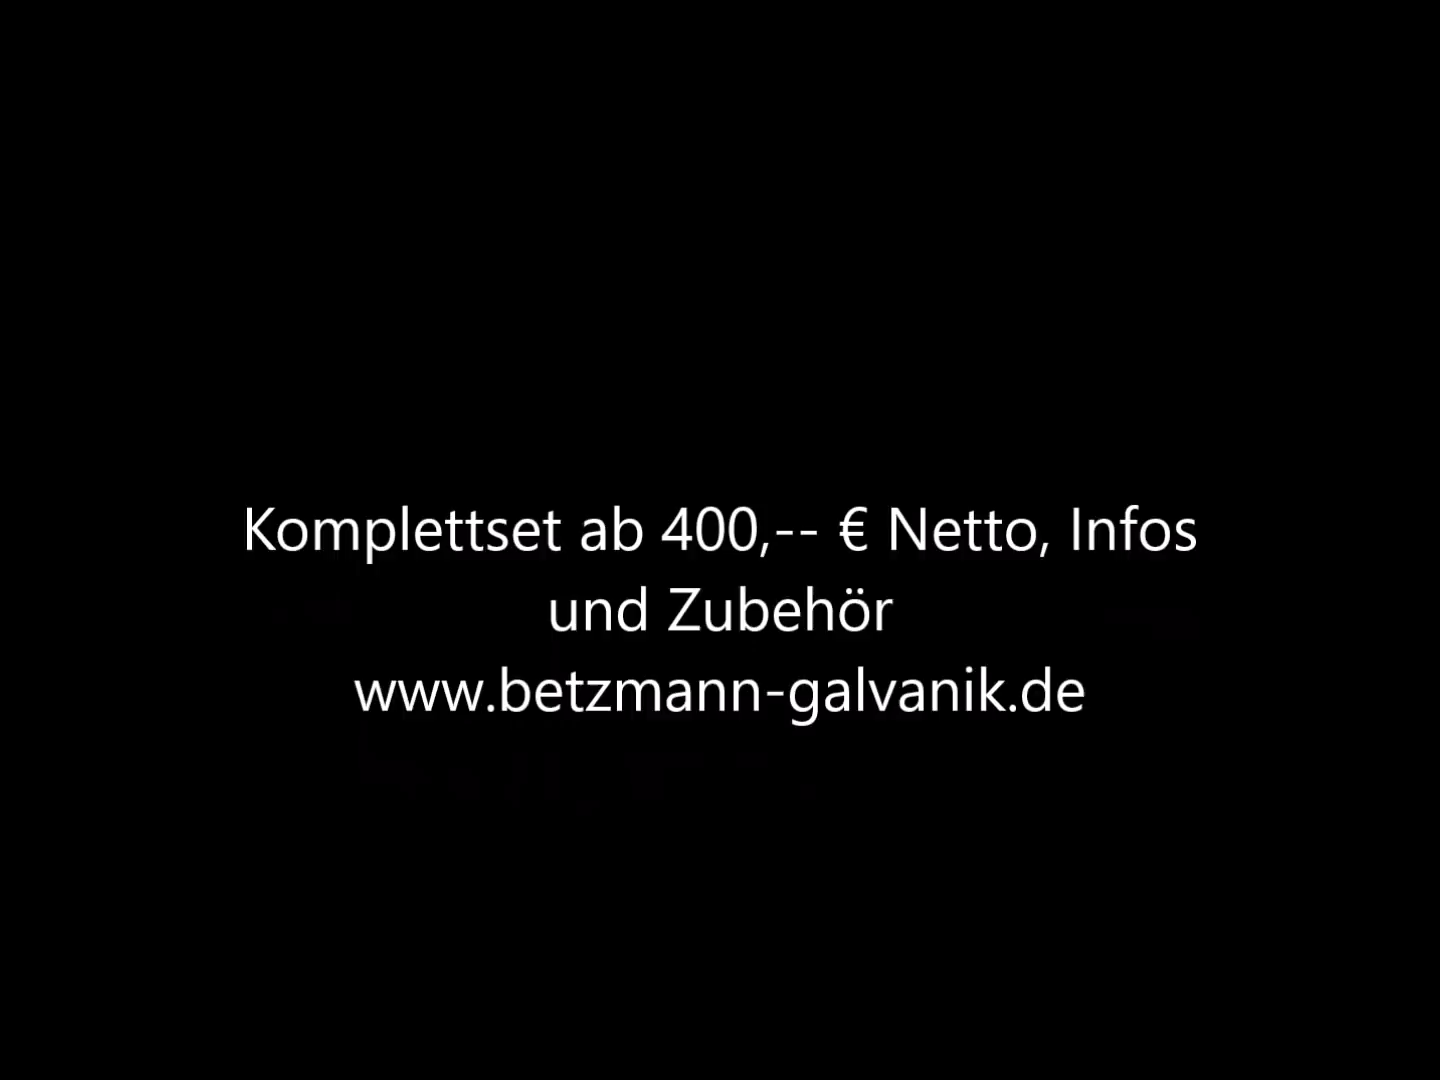 Komplettset ab 400,-- € Netto, Infos
und Zubehör
www.betzmann-galvanik.de